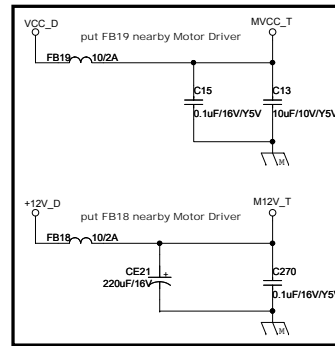 VCC_D
MVCC_T
put FB19 nearby Motor Driver
FB19
10/2A
C15
C13
0.1uF/16V/Y5V
10uF/10V/Y5V
M
+12V_D
M12V_T
put FB18 nearby Motor Driver
FB18
10/2A
CE21
+
220uF/16V
C270
0.1uF/16V/Y5V
M